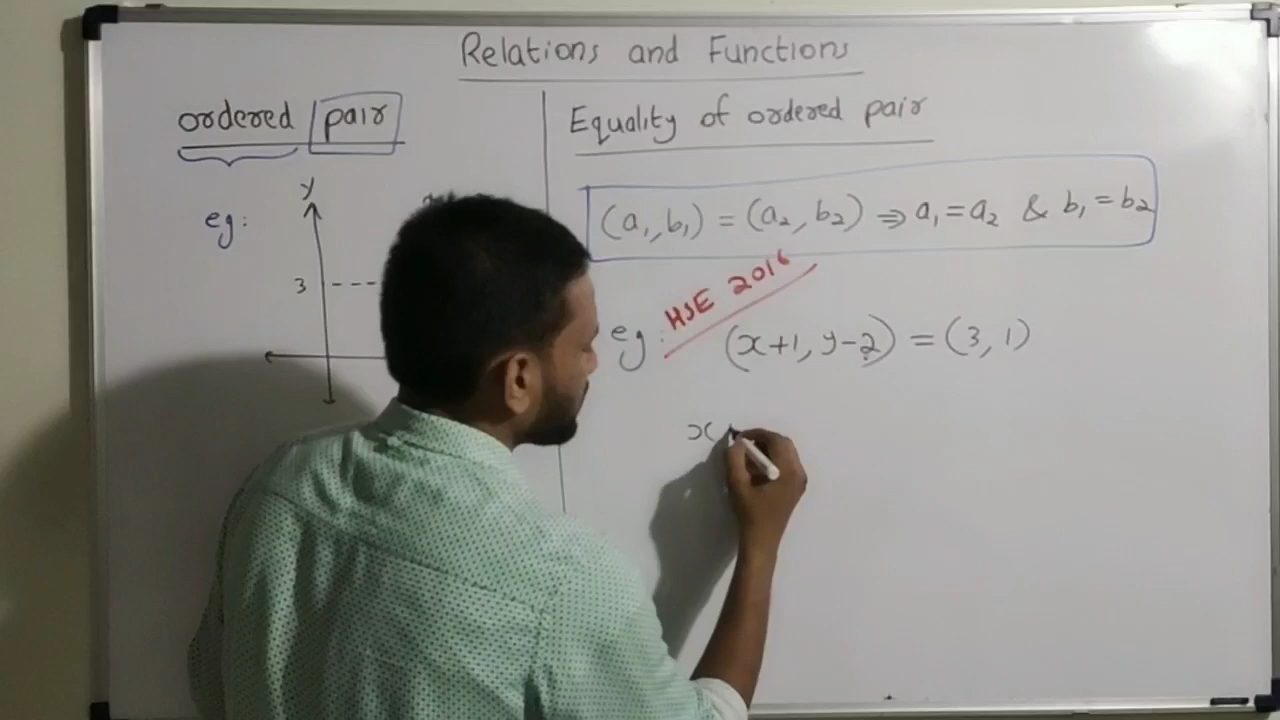 Relations and Functions
ordered pair
eg:
y
3
Equality of ordered pair
(a₁, b₁) = (a₂, b₂) ⇒ a₁ = a₂ & b₁ = b₂
HSE 2016
eg: (x+1, y-2) = (3, 1)
x